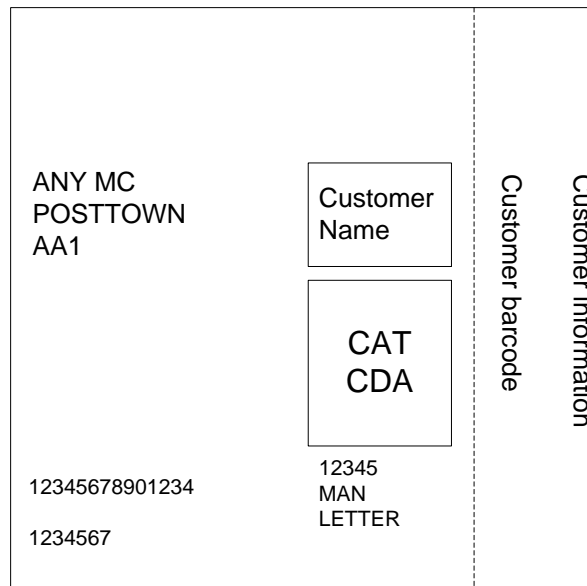 ANY MC
POSTTOWN
AA1
Customer
Name
CAT
CDA
12345678901234
1234567
12345
MAN
LETTER
Customer barcode
Customer information